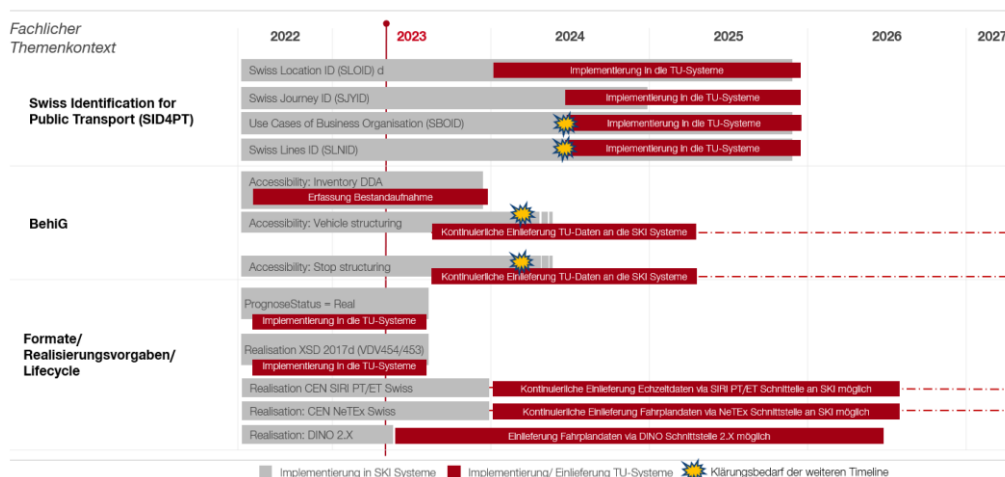 Fachlicher
Themenkontext
2022
2023
2024
2025
2026
2027
Swiss Identification for
Public Transport (SID4PT)
Swiss Location ID (SLOID) d
Implementierung In die TU-Systeme
Swiss Journey ID (SJYID)
Implementierung In die TU-Systeme
Use Cases of Business Organisation (SBOID)
Implementierung In die TU-Systeme
Swiss Lines ID (SLNID)
Implementierung In die TU-Systeme
BehiG
Accessibility: Inventory DDA
Erfassung Bestandaufnahme
Accessibility: Vehicle structuring
Kontinuierliche Einlieferung TU-Daten an die SKI Systeme
Accessibility: Stop structuring
Kontinuierliche Einlieferung TU-Daten an die SKI Systeme
Formate/
Realisierungsvorgaben/
Lifecycle
PrognoseStatus = Real
Implementierung In die TU-Systeme
Realisation XSD 2017d (VDV454/453)
Implementierung In die TU-Systeme
Realisation CEN SIRI PT/ET Swiss
Kontinuierliche Einlieferung Echzeitdaten via SIRI PT/ET Schnittelle an SKI möglich
Realisation: CEN NeTEx Swiss
Kontinuierliche Einlieferung Fahrplandaten via NeTEx Schnittstelle an SKI möglich
Realisation: DINO 2.X
Einlieferung Fahrplandaten via DINO Schnittstelle 2.X möglich
Implementierung in SKI Systeme
Implementierung/ Einlieferung TU-Systeme
Klärungsbedarf der weiteren Timeline